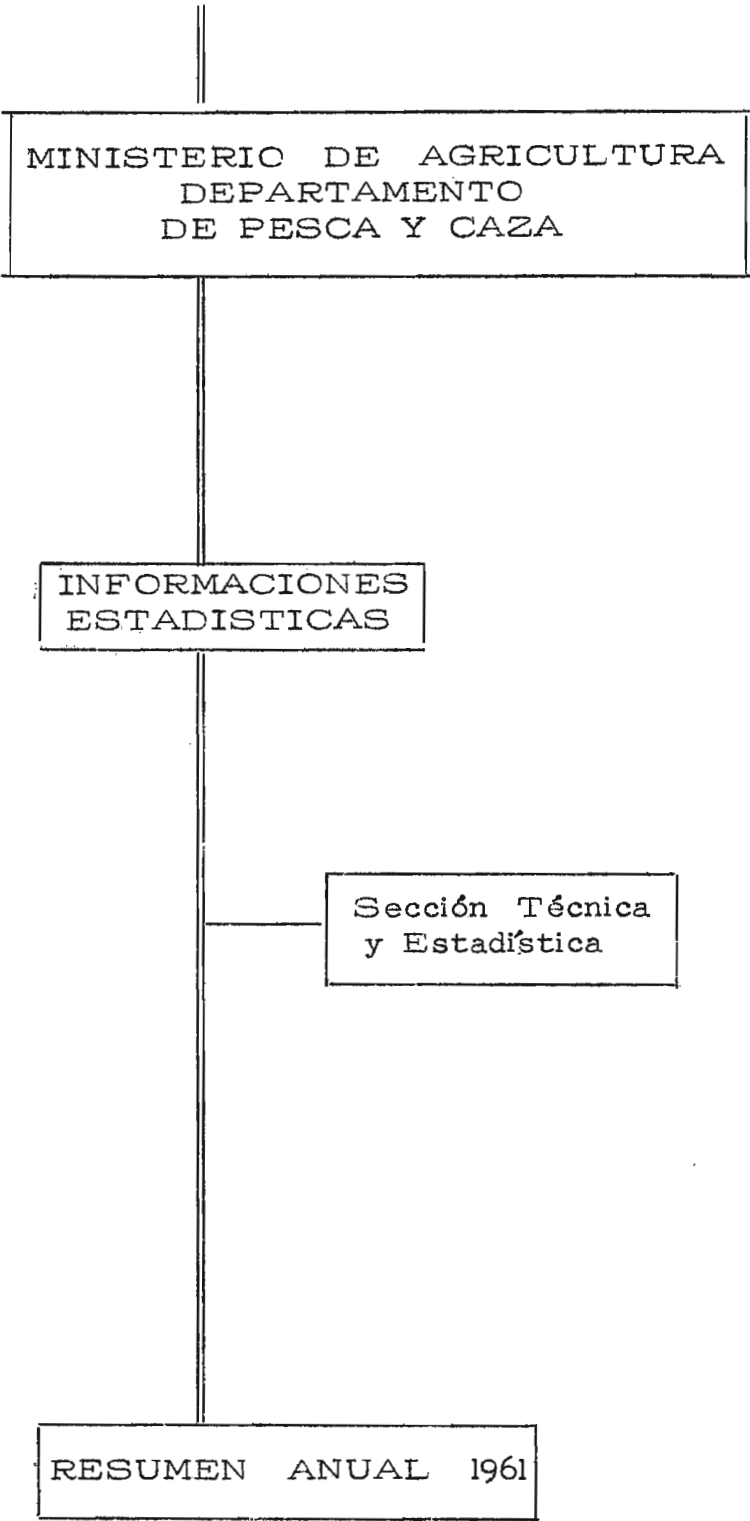 MINISTERIO DE AGRICULTURA
DEPARTAMENTO
DE PESCA Y CAZA
INFORMACIONES
ESTADISTICAS
Sección Técnica
y Estadística
RESUMEN ANUAL 1961